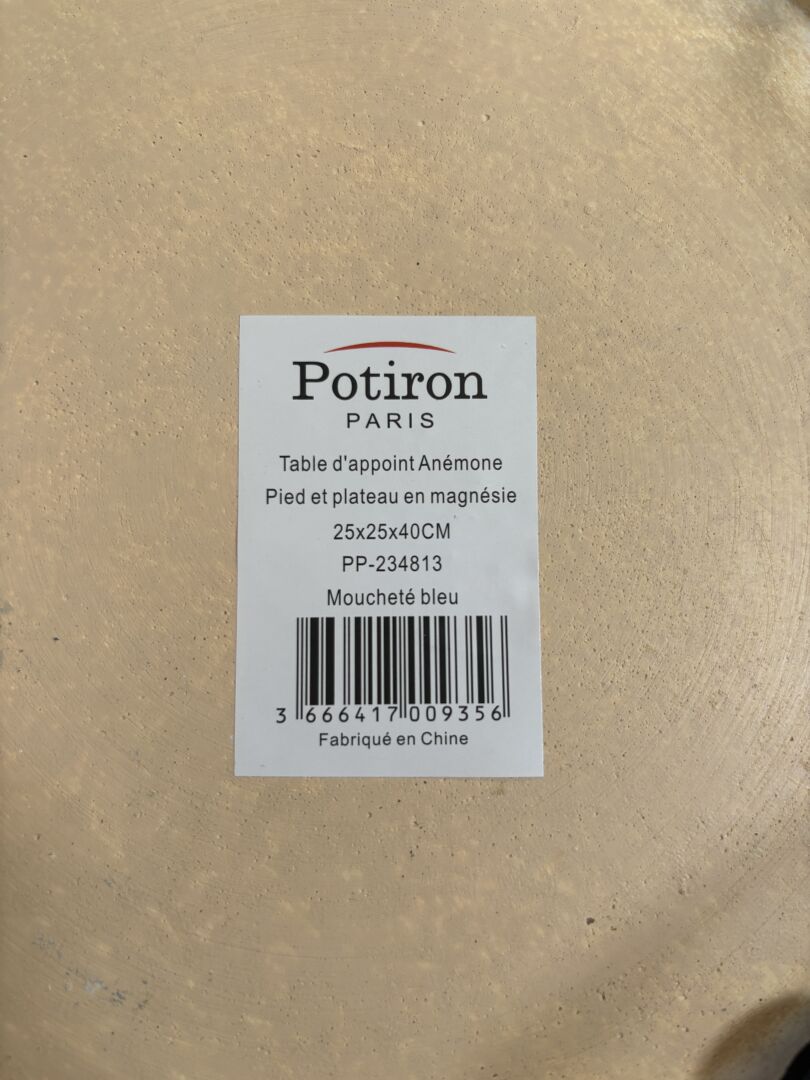 Potiron
PARIS
Table d'appoint Anémone
Pied et plateau en magnésie
25x25x40CM
PP-234813
Moucheté bleu
3 666417 009356
Fabriqué en Chine